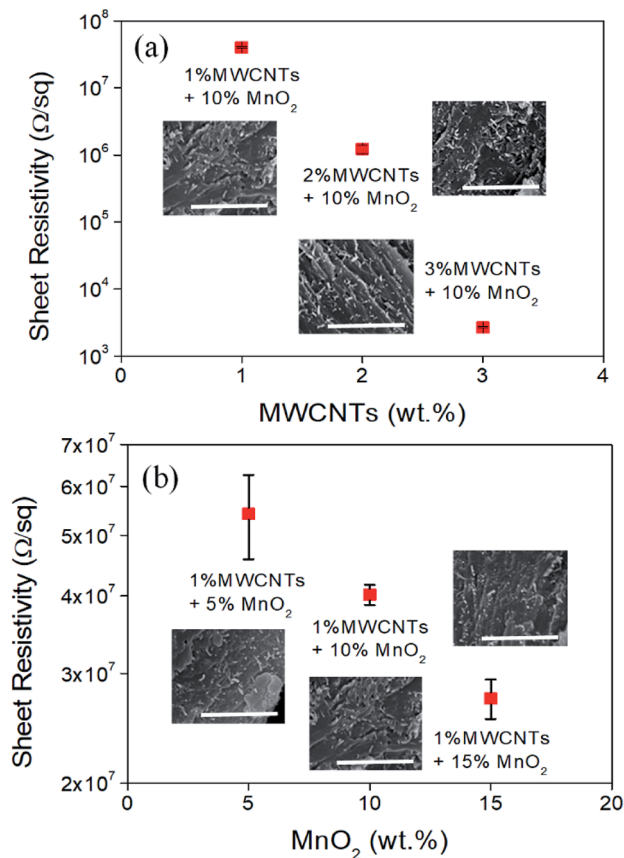 10⁸
(a)
1%MWCNTs
+ 10% MnO₂
10⁷
10⁶
2%MWCNTs
+ 10% MnO₂
10⁵
3%MWCNTs
+ 10% MnO₂
10⁴
10³
Sheet Resistivity (Ω/sq)
0 1 2 3 4
MWCNTs (wt.%)
7x10⁷
(b)
6x10⁷
5x10⁷
1%MWCNTs
+ 5% MnO₂
4x10⁷
1%MWCNTs
+ 10% MnO₂
3x10⁷
1%MWCNTs
+ 15% MnO₂
2x10⁷
Sheet Resistivity (Ω/sq)
0 5 10 15 20
MnO₂ (wt.%)